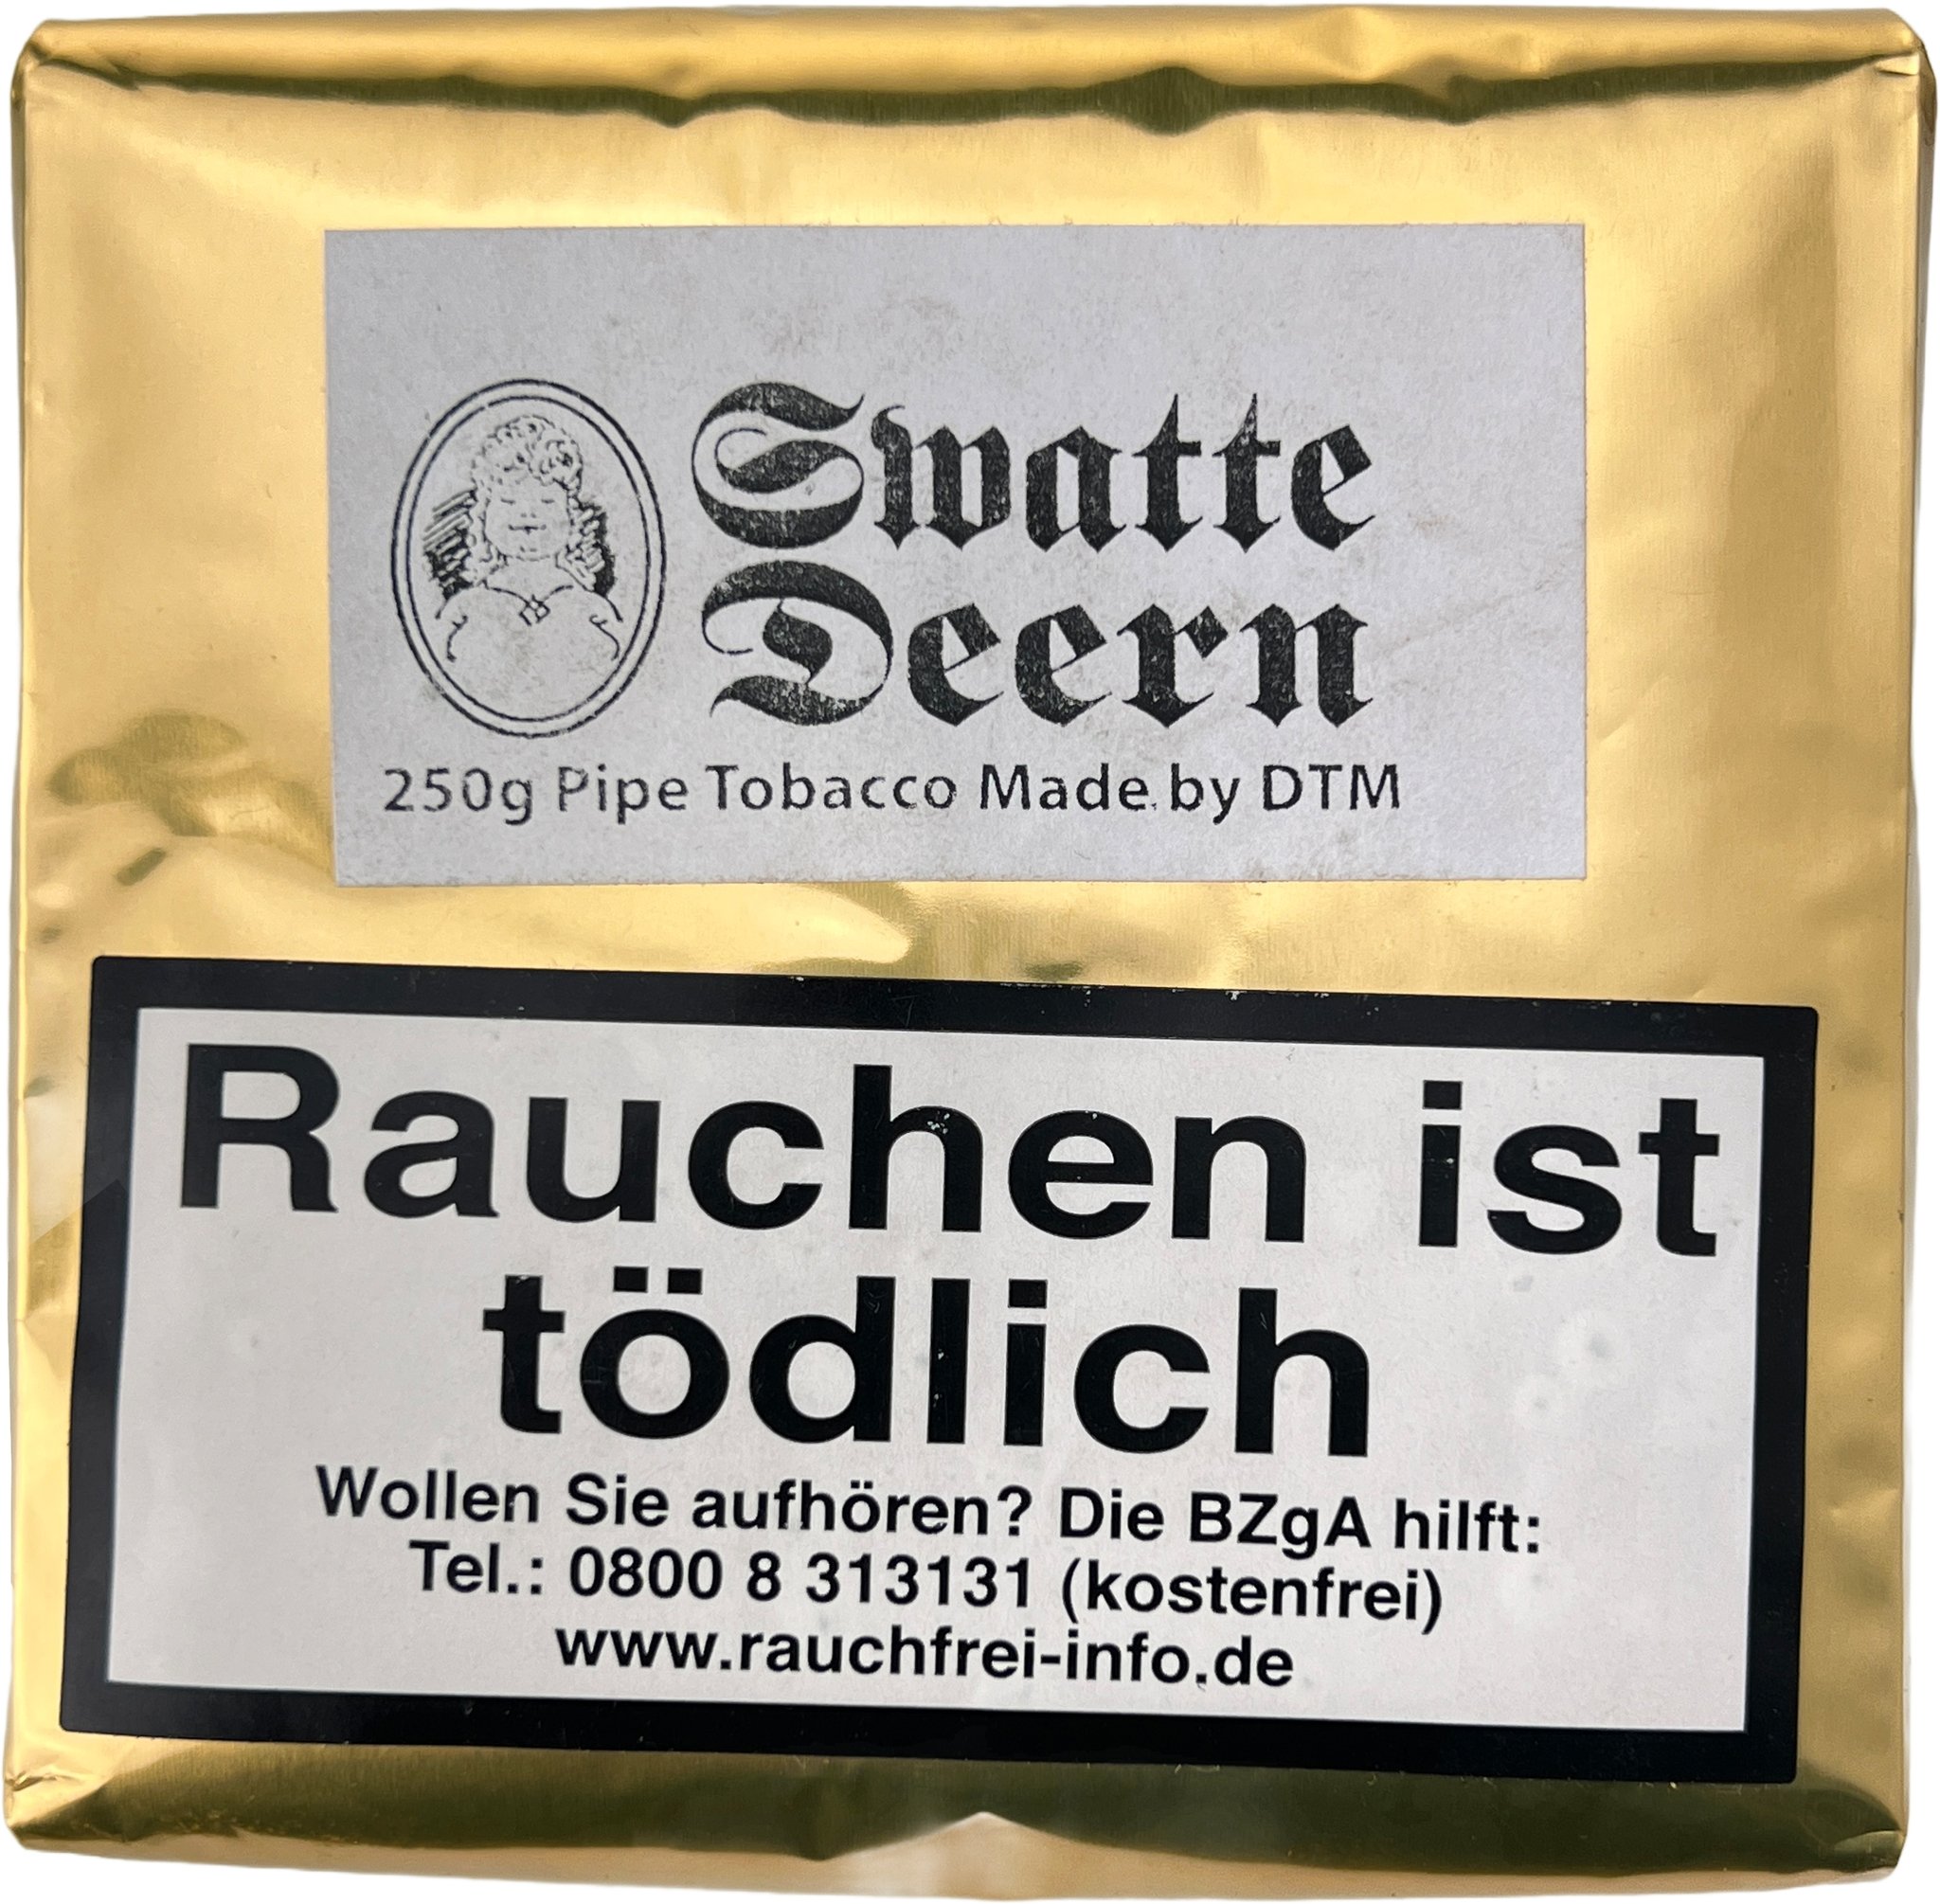 Swatte
Deern
250g Pipe Tobacco Made by DTM
Rauchen ist
tödlich
Wollen Sie aufhören? Die BZgA hilft:
Tel.: 0800 8 313131 (kostenfrei)
www.rauchfrei-info.de